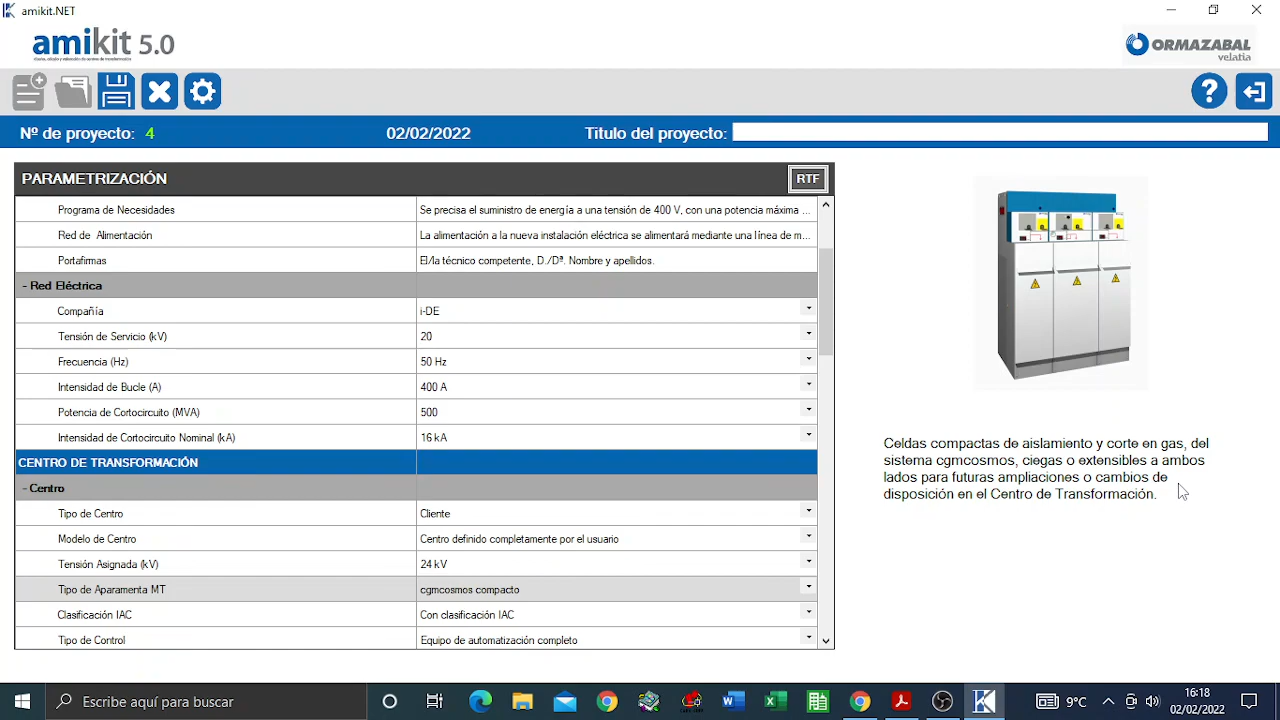 amikit.NET
amikit 5.0
ORMAZABAL
velatia
?
Nº de proyecto: 4 02/02/2022 Titulo del proyecto:
PARAMETRIZACIÓN RTF
Programa de Necesidades Se precisa el suministro de energía a una tensión de 400 V, con una potencia máxima ...
Red de Alimentación La alimentación a la nueva instalación eléctrica se alimentará mediante una línea de m...
Portafirmas El/la técnico competente, D./Dª. Nombre y apellidos.
- Red Eléctrica
Compañía i-DE
Tensión de Servicio (kV) 20
Frecuencia (Hz) 50 Hz
Intensidad de Bucle (A) 400 A
Potencia de Cortocircuito (MVA) 500
Intensidad de Cortocircuito Nominal (kA) 16 kA
CENTRO DE TRANSFORMACIÓN
- Centro
Tipo de Centro Cliente
Modelo de Centro Centro definido completamente por el usuario
Tensión Asignada (kV) 24 kV
Tipo de Aparamenta MT cgmcosmos compacto
Clasificación IAC Con clasificación IAC
Tipo de Control Equipo de automatización completo
Celdas compactas de aislamiento y corte en gas, del
sistema cgmcosmos, ciegas o extensibles a ambos
lados para futuras ampliaciones o cambios de
disposición en el Centro de Transformación.
Escribe aquí para buscar
9°C
16:18
02/02/2022